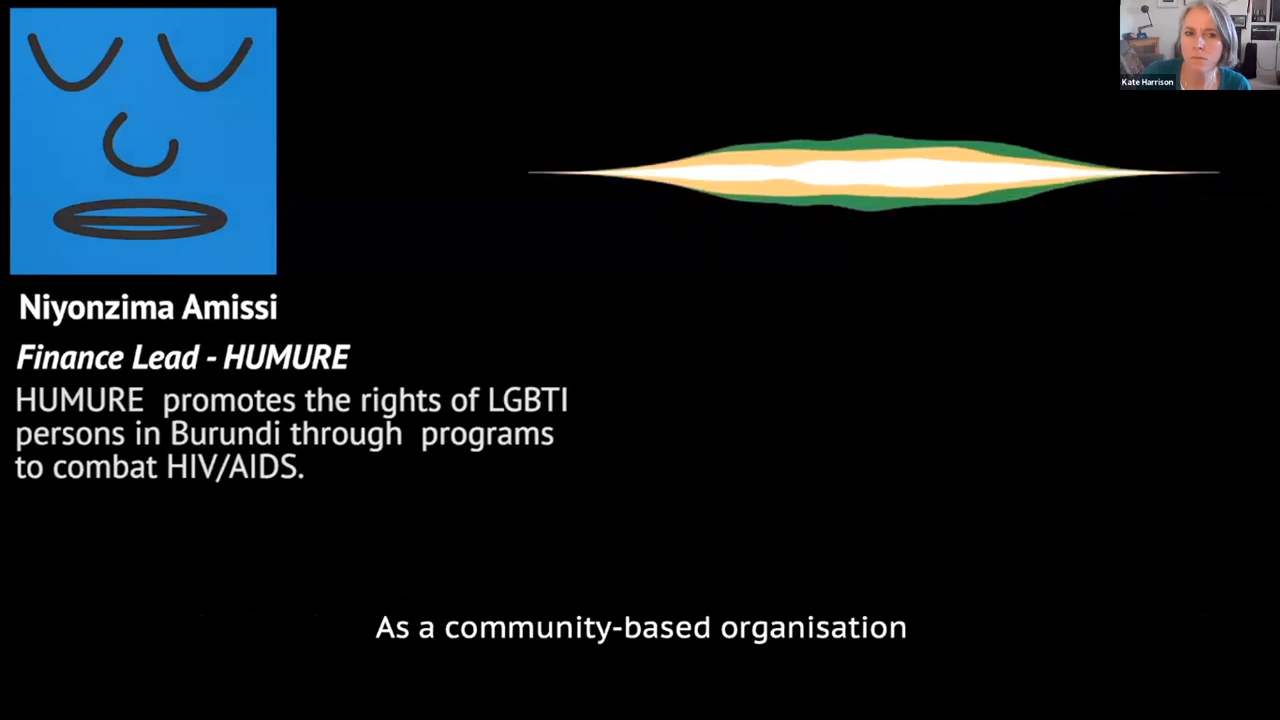 Kate Harrison
Niyonzima Amissi
Finance Lead - HUMURE
HUMURE promotes the rights of LGBTI
persons in Burundi through programs
to combat HIV/AIDS.
As a community-based organisation